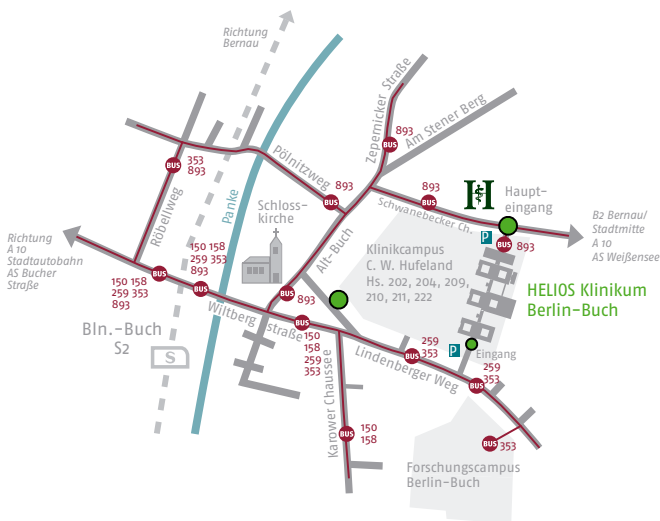 Richtung
Bernau
Zepernicker Straße
Am Stener Berg
BUS 893
BUS 353
893
Pölnitzweg
Röbellweg
Panke
Schloss-
kirche
BUS 893
BUS 893
Schwanebecker Ch.
H
Haupt-
eingang
P
BUS 893
B2 Bernau/
Stadtmitte
A 10
AS Weißensee
Richtung
A 10
Stadtautobahn
AS Bucher
Straße
150 158
259 353
893
BUS
BUS
150 158
259 353
893
Alt-Buch
Klinikcampus
C. W. Hufeland
Hs. 202, 204, 209,
210, 211, 222
HELIOS Klinikum
Berlin-Buch
BUS 893
Wiltbergstraße
Bln.-Buch
S2
S
BUS
150
158
259
353
Lindenberger Weg
259
353
BUS
P
Eingang
259
353
BUS
Karower Chaussee
BUS 150
158
BUS 353
Forschungscampus
Berlin-Buch